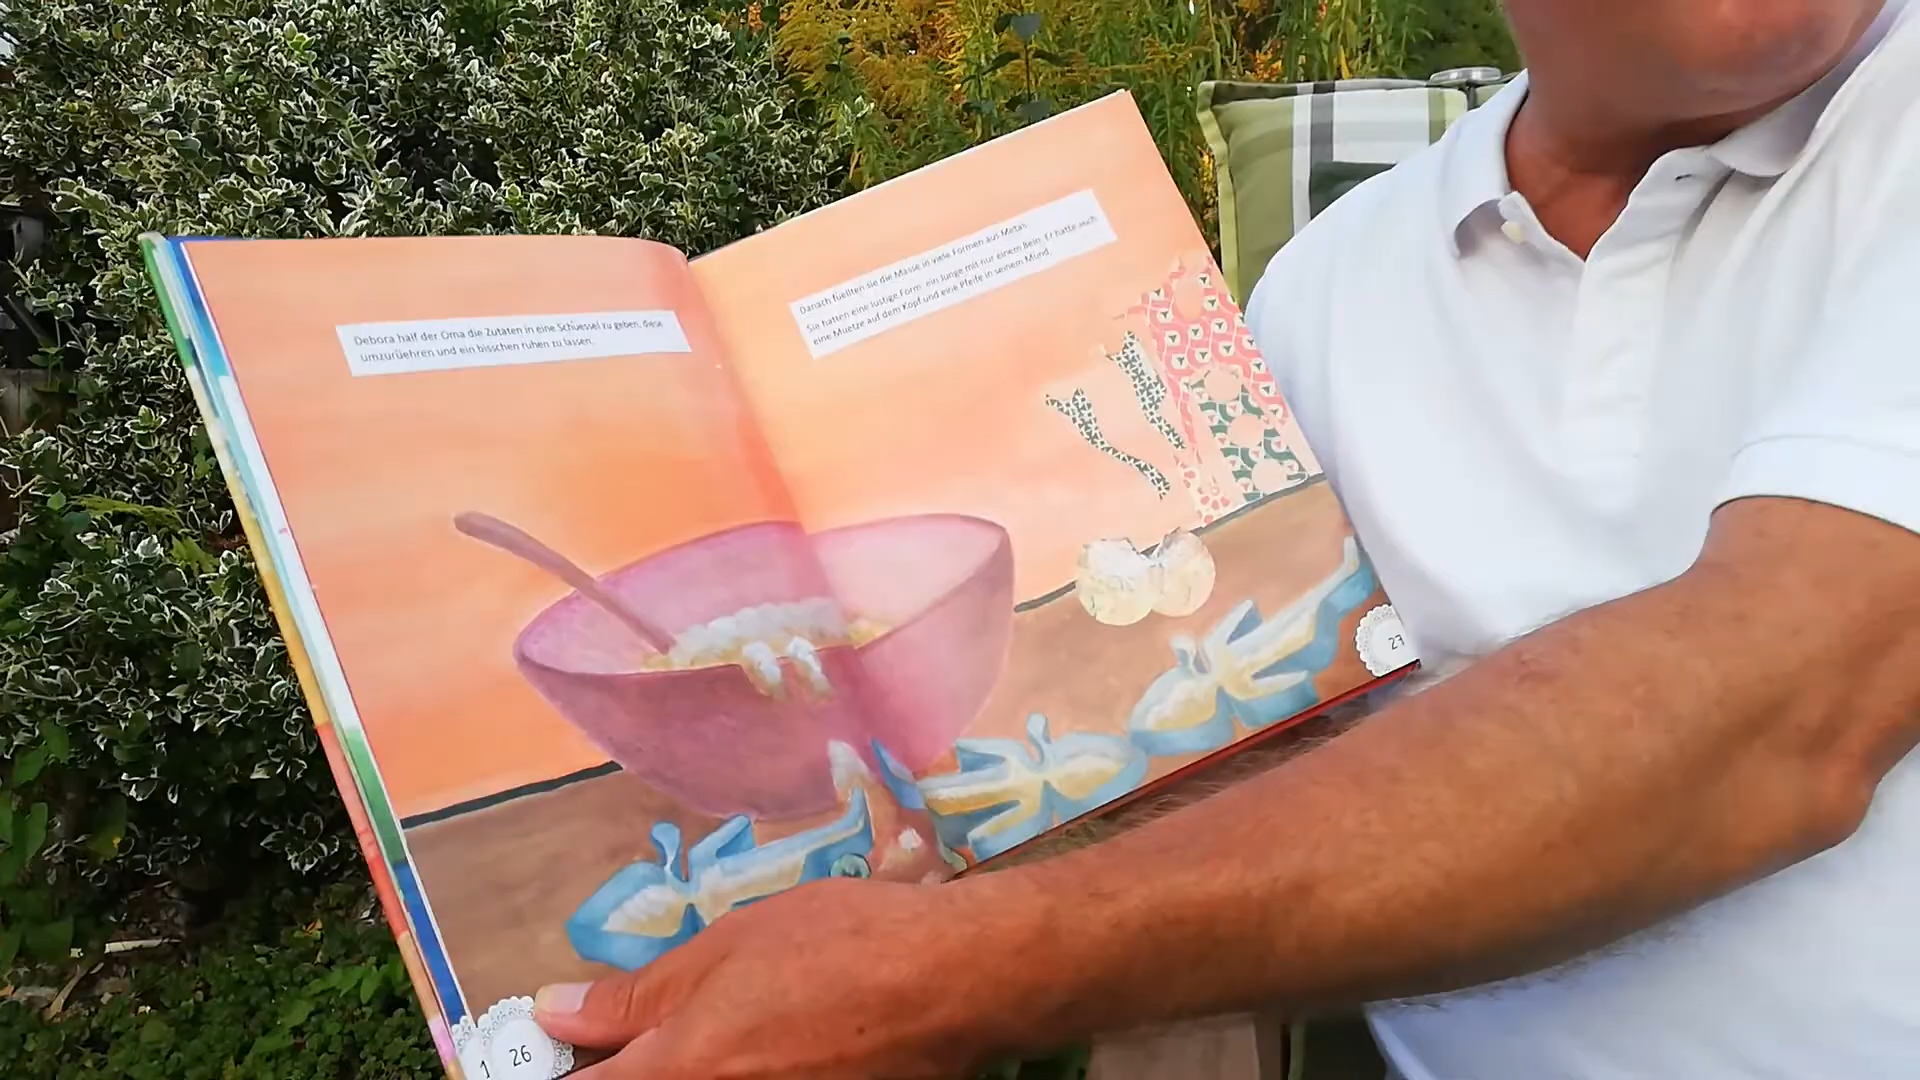 Debora half der Oma die Zutaten in eine Schuessel zu geben, diese
umzuruehren und ein bisschen ruhen zu lassen.
Danach fuellten sie die Masse in viele Formen aus Metall.
Sie hatten eine lustige Form: ein Junge mit nur einem Bein. Er hatte auch
eine Muetze auf dem Kopf und eine Pfeife in seinem Mund.
1
26
27